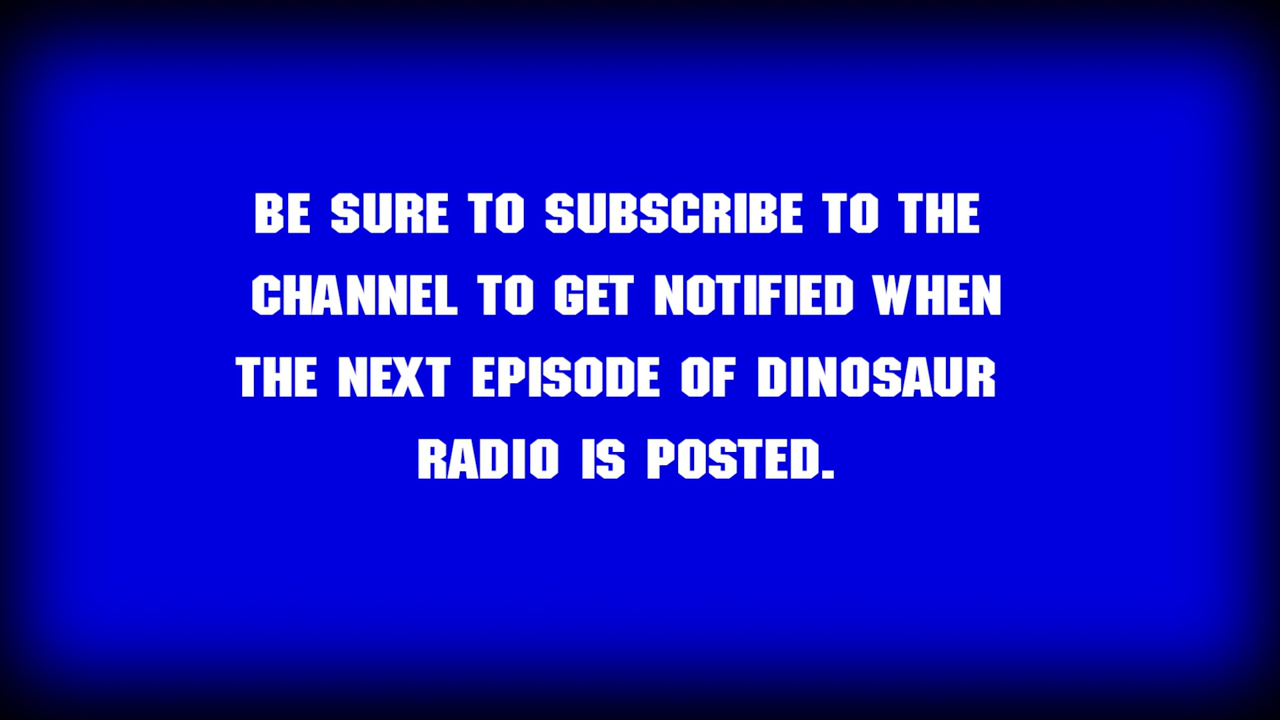 BE SURE TO SUBSCRIBE TO THE
CHANNEL TO GET NOTIFIED WHEN
THE NEXT EPISODE OF DINOSAUR
RADIO IS POSTED.